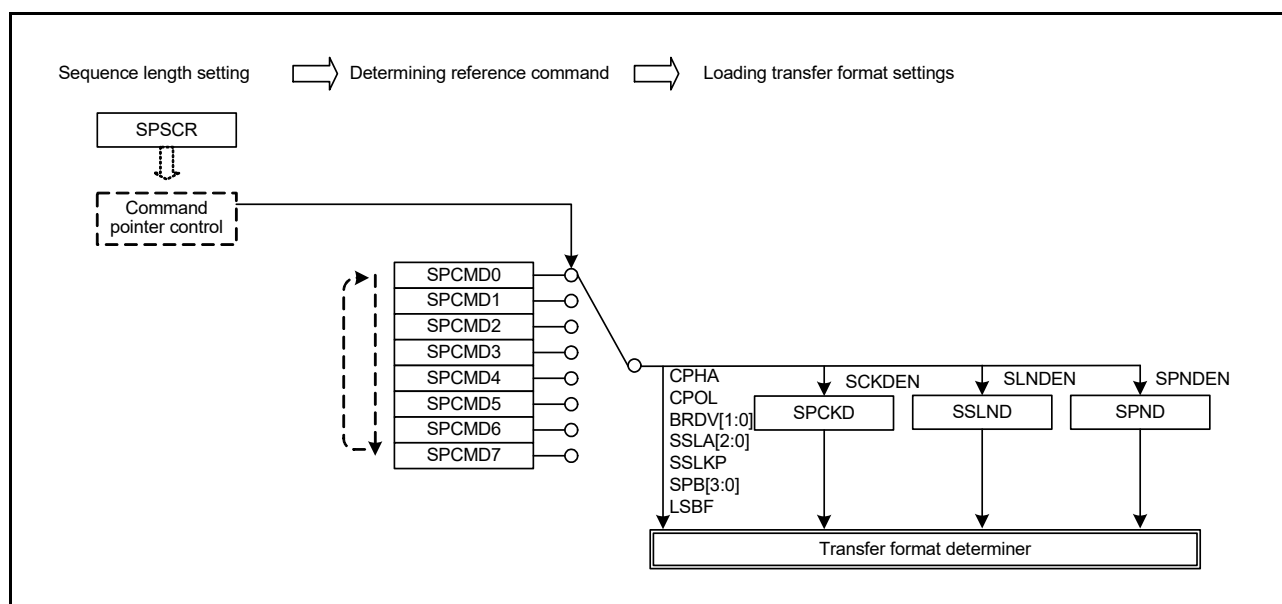 Sequence length setting
Determining reference command
Loading transfer format settings
SPSCR
Command
pointer control
SPCMD0
SPCMD1
SPCMD2
SPCMD3
SPCMD4
SPCMD5
SPCMD6
SPCMD7
CPHA
CPOL
BRDV[1:0]
SSLA[2:0]
SSLKP
SPB[3:0]
LSBF
SCKDEN
SLNDEN
SPNDEN
SPCKD
SSLND
SPND
Transfer format determiner